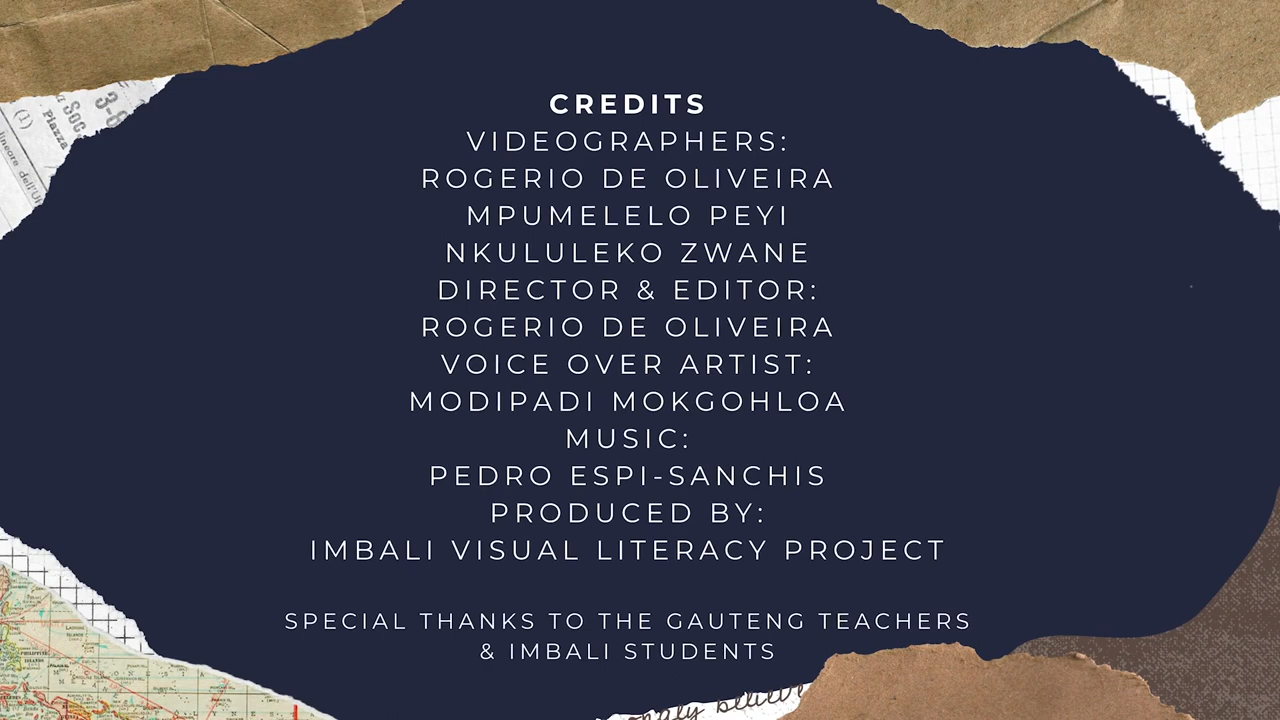 CREDITS
VIDEOGRAPHERS:
ROGERIO DE OLIVEIRA
MPUMELELO PEYI
NKULULEKO ZWANE
DIRECTOR & EDITOR:
ROGERIO DE OLIVEIRA
VOICE OVER ARTIST:
MODIPADI MOKGOHLOA
MUSIC:
PEDRO ESPI-SANCHIS
PRODUCED BY:
IMBALI VISUAL LITERACY PROJECT
SPECIAL THANKS TO THE GAUTENG TEACHERS
& IMBALI STUDENTS